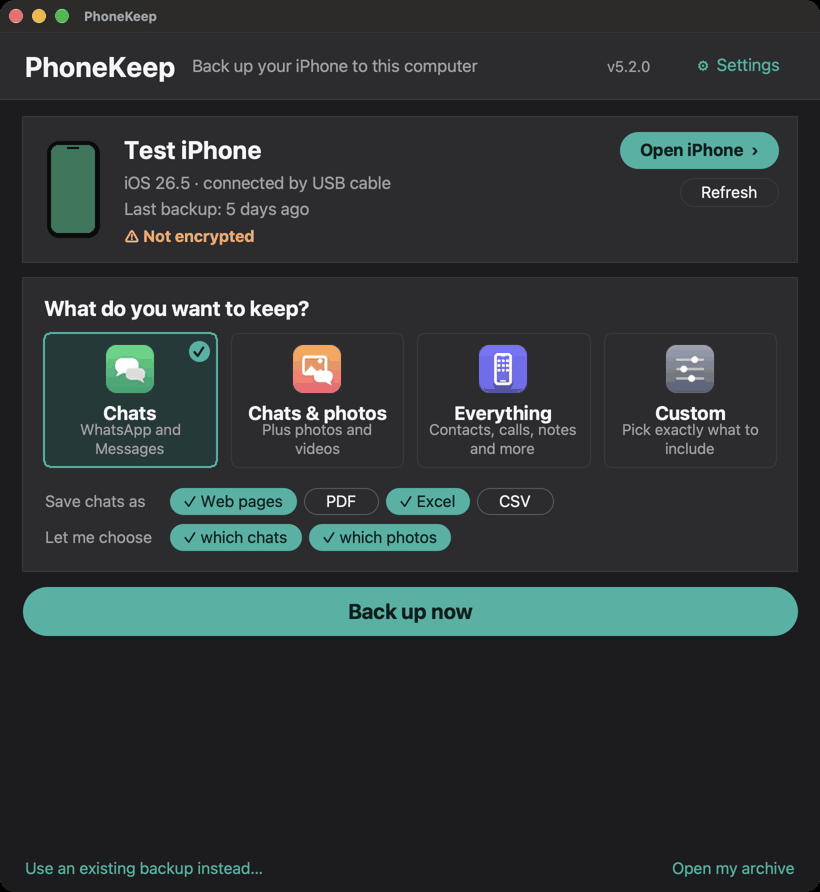 PhoneKeep
PhoneKeep
Back up your iPhone to this computer
v5.2.0
Settings
Test iPhone
Open iPhone ›
iOS 26.5 · connected by USB cable
Refresh
Last backup: 5 days ago
⚠ Not encrypted
What do you want to keep?
Chats
WhatsApp and
Messages
Chats & photos
Plus photos and
videos
Everything
Contacts, calls, notes
and more
Custom
Pick exactly what to
include
Save chats as
✓ Web pages
PDF
✓ Excel
CSV
Let me choose
✓ which chats
✓ which photos
Back up now
Use an existing backup instead...
Open my archive